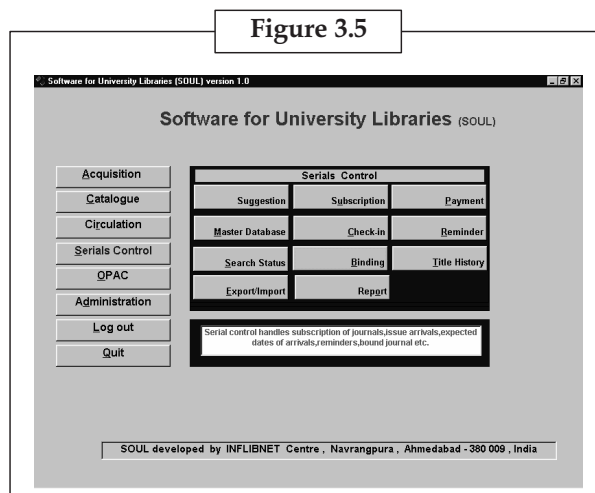 Figure 3.5
Software for University Libraries (SOUL) version 1.0
Software for University Libraries (SOUL)
Acquisition
Catalogue
Circulation
Serials Control
OPAC
Administration
Log out
Quit
Serials Control
Suggestion Subscription Payment
Master Database Check-in Reminder
Search Status Binding Title History
Export/Import Report
Serial control handles subscription of journals,issue arrivals,expected
dates of arrivals,reminders,bound journal etc.
SOUL developed by INFLIBNET Centre , Navrangpura , Ahmedabad - 380 009 , India